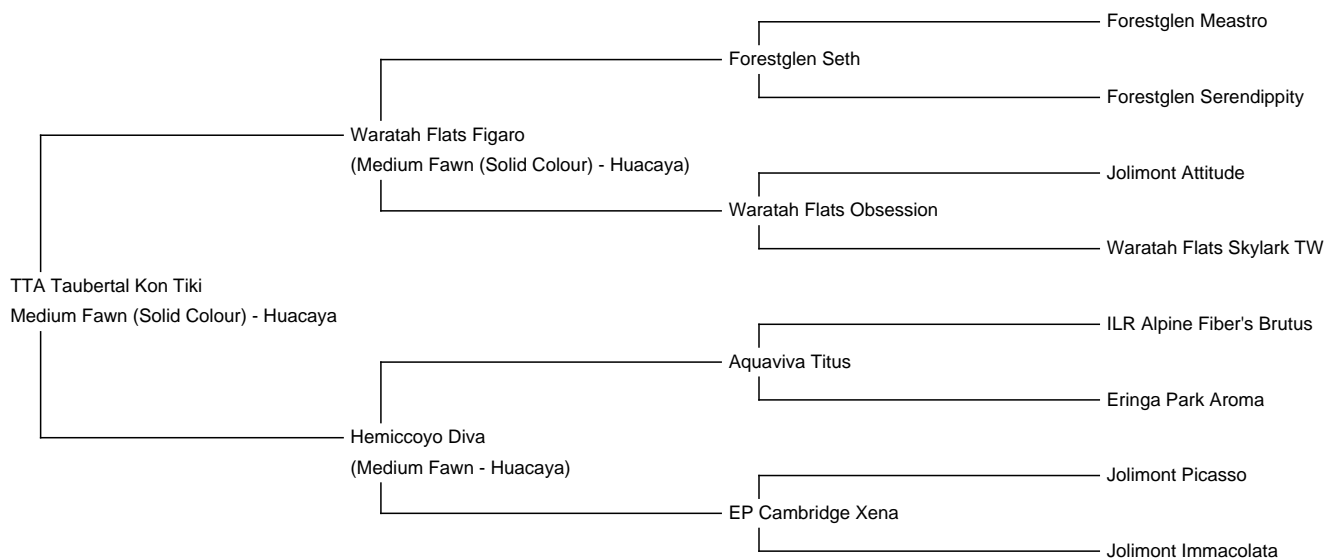 Forestglen Meastro
Forestglen Seth
Forestglen Serendippity
Waratah Flats Figaro
(Medium Fawn (Solid Colour) - Huacaya)
Jolimont Attitude
Waratah Flats Obsession
Waratah Flats Skylark TW
TTA Taubertal Kon Tiki
Medium Fawn (Solid Colour) - Huacaya
ILR Alpine Fiber's Brutus
Aquaviva Titus
Eringa Park Aroma
Hemiccoyo Diva
(Medium Fawn - Huacaya)
Jolimont Picasso
EP Cambridge Xena
Jolimont Immacolata